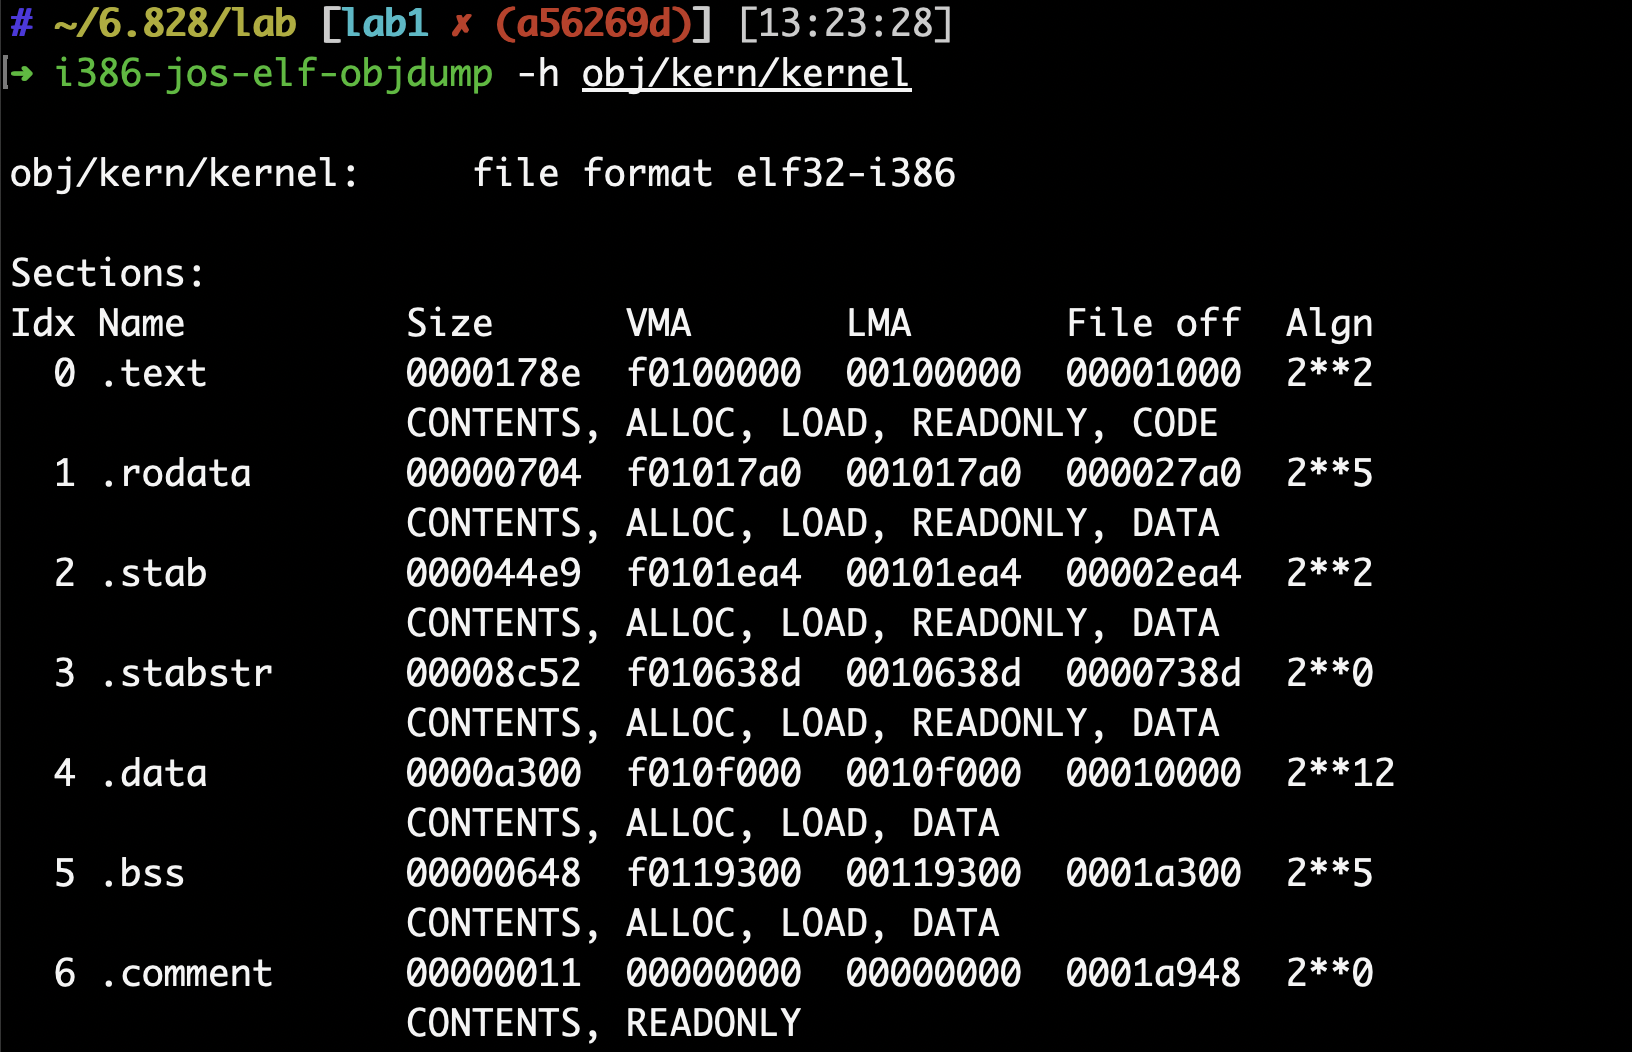 # ~/6.828/lab [lab1 ✗ (a56269d)] [13:23:28]
➜ i386-jos-elf-objdump -h obj/kern/kernel
obj/kern/kernel:     file format elf32-i386
Sections:
Idx Name          Size      VMA       LMA       File off  Algn
  0 .text         0000178e  f0100000  00100000  00001000  2**2
                  CONTENTS, ALLOC, LOAD, READONLY, CODE
  1 .rodata       00000704  f01017a0  001017a0  000027a0  2**5
                  CONTENTS, ALLOC, LOAD, READONLY, DATA
  2 .stab         000044e9  f0101ea4  00101ea4  00002ea4  2**2
                  CONTENTS, ALLOC, LOAD, READONLY, DATA
  3 .stabstr      00008c52  f010638d  0010638d  0000738d  2**0
                  CONTENTS, ALLOC, LOAD, READONLY, DATA
  4 .data         0000a300  f010f000  0010f000  00010000  2**12
                  CONTENTS, ALLOC, LOAD, DATA
  5 .bss          00000648  f0119300  00119300  0001a300  2**5
                  CONTENTS, ALLOC, LOAD, DATA
  6 .comment      00000011  00000000  00000000  0001a948  2**0
                  CONTENTS, READONLY